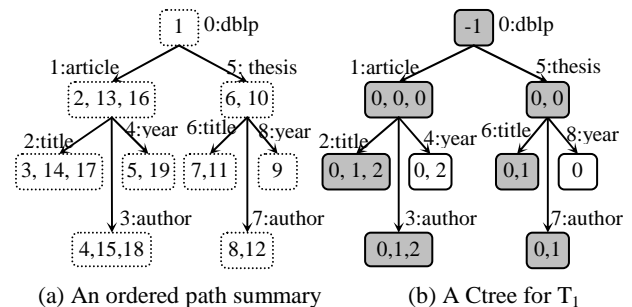 1 0:dblp
1:article 5: thesis
2, 13, 16 6, 10
2:title 4:year 6:title 8:year
3, 14, 17 5, 19 7,11 9
3:author 7:author
4,15,18 8,12
(a) An ordered path summary
-1 0:dblp
1:article 5:thesis
0, 0, 0 0, 0
2:title 4:year 6:title 8:year
0, 1, 2 0, 2 0,1 0
3:author 7:author
0,1,2 0,1
(b) A Ctree for T1